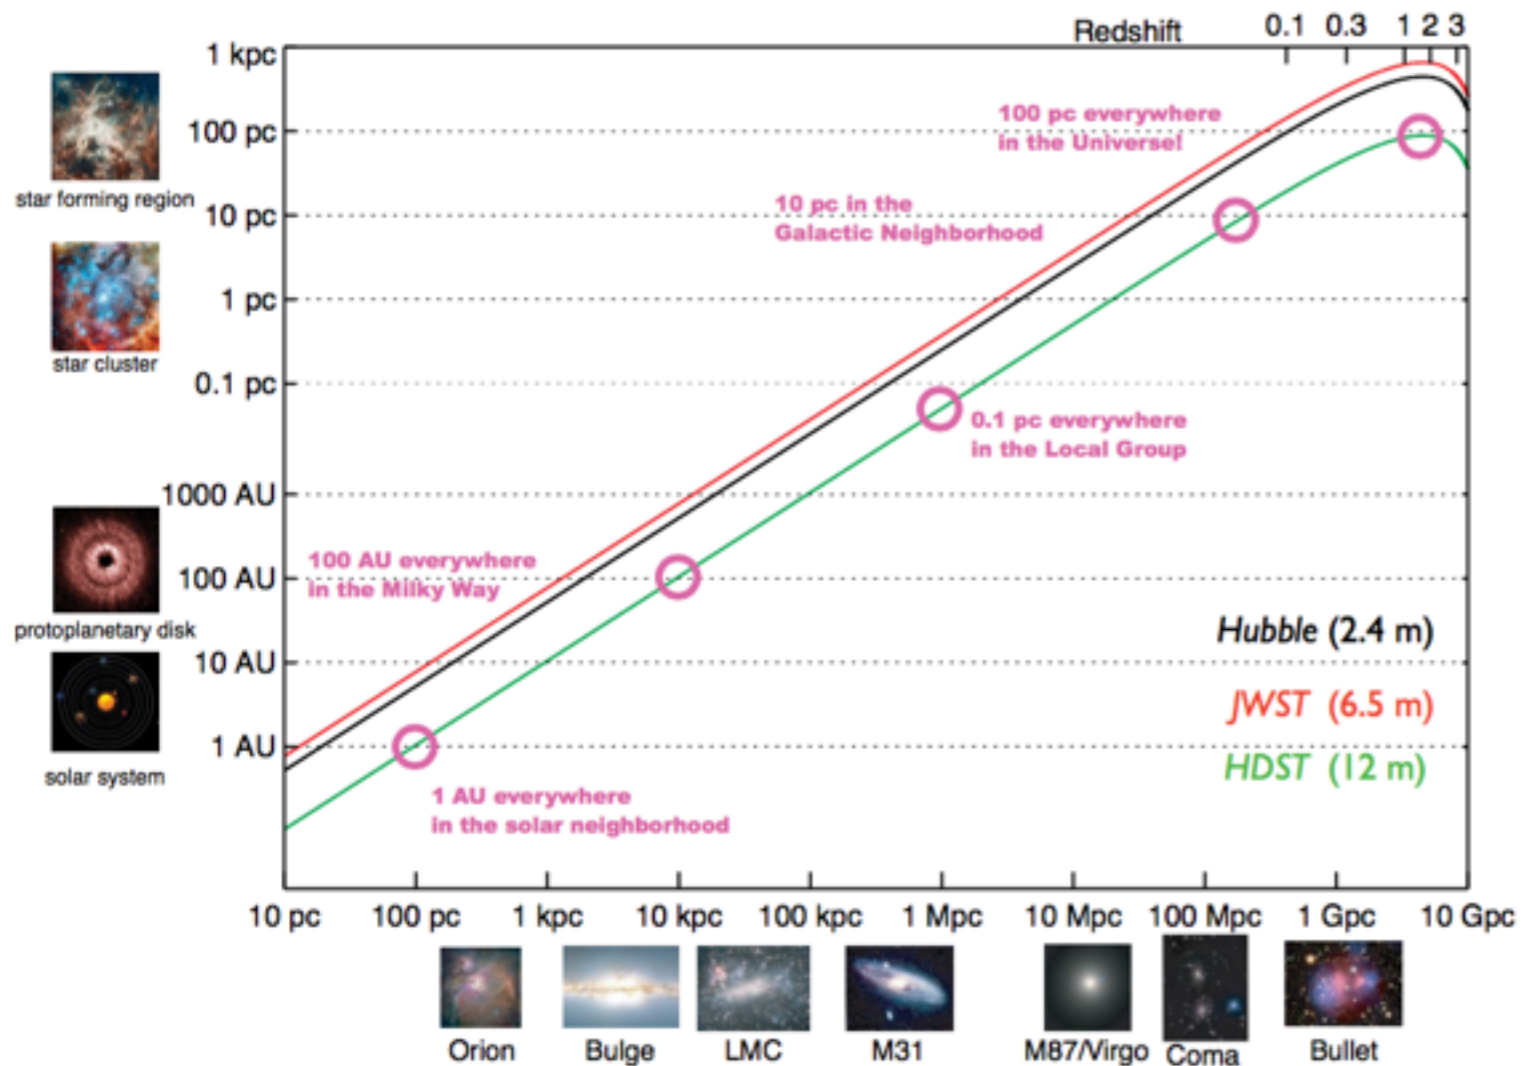 Redshift 0.1 0.3 1 2 3
1 kpc
100 pc
10 pc
1 pc
0.1 pc
1000 AU
100 AU
10 AU
1 AU
star forming region
star cluster
protoplanetary disk
solar system
100 pc everywhere
in the Universe!
10 pc in the
Galactic Neighborhood
0.1 pc everywhere
in the Local Group
100 AU everywhere
in the Milky Way
1 AU everywhere
in the solar neighborhood
Hubble (2.4 m)
JWST (6.5 m)
HDST (12 m)
10 pc 100 pc 1 kpc 10 kpc 100 kpc 1 Mpc 10 Mpc 100 Mpc 1 Gpc 10 Gpc
Orion Bulge LMC M31 M87/Virgo Coma Bullet